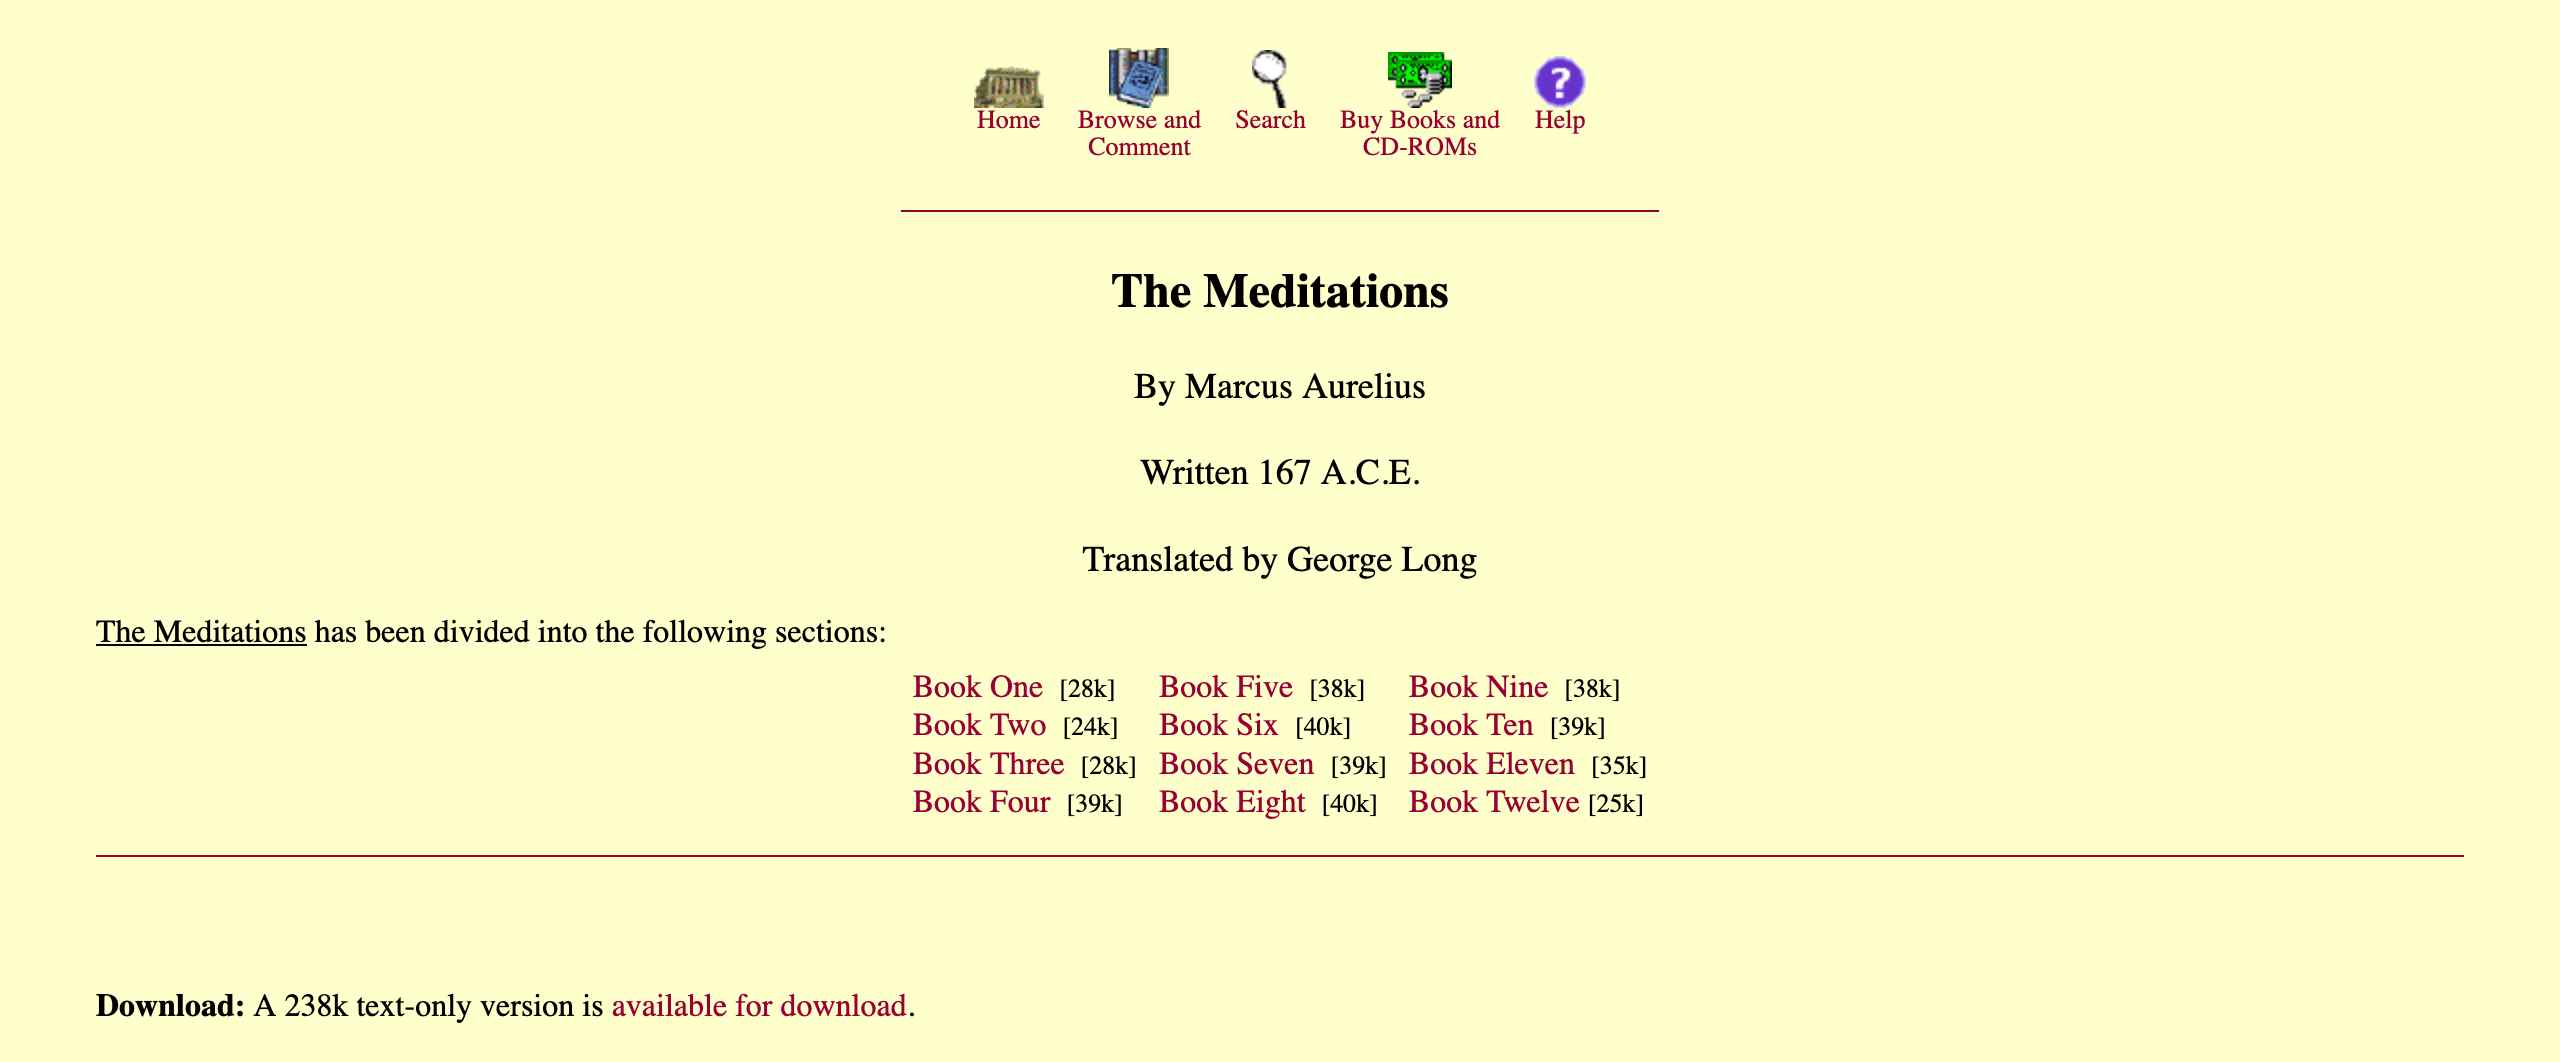 Home
Browse and
Comment
Search
Buy Books and
CD-ROMs
Help
The Meditations
By Marcus Aurelius
Written 167 A.C.E.
Translated by George Long
The Meditations has been divided into the following sections:
Book One [28k] Book Five [38k] Book Nine [38k]
Book Two [24k] Book Six [40k] Book Ten [39k]
Book Three [28k] Book Seven [39k] Book Eleven [35k]
Book Four [39k] Book Eight [40k] Book Twelve [25k]
Download: A 238k text-only version is available for download.